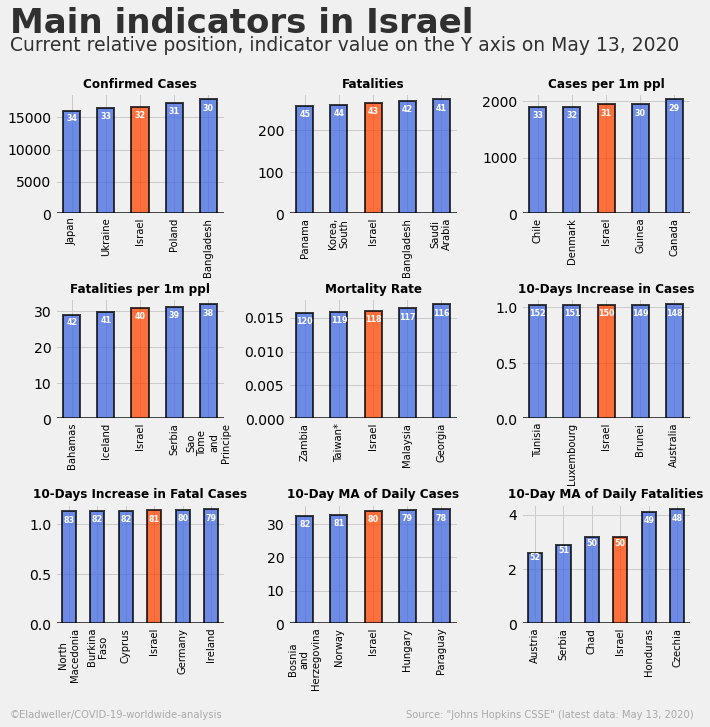 Main indicators in Israel
Current relative position, indicator value on the Y axis on May 13, 2020
Confirmed Cases
15000
10000
5000
0
34
33
32
31
30
Japan
Ukraine
Israel
Poland
Bangladesh
Fatalities
200
100
0
45
44
43
42
41
Panama
Korea,
South
Israel
Bangladesh
Saudi
Arabia
Cases per 1m ppl
2000
1000
0
33
32
31
30
29
Chile
Denmark
Israel
Guinea
Canada
Fatalities per 1m ppl
30
20
10
0
42
41
40
39
38
Bahamas
Iceland
Israel
Serbia
Sao
Tome
and
Principe
Mortality Rate
0.015
0.010
0.005
0.000
120
119
118
117
116
Zambia
Taiwan*
Israel
Malaysia
Georgia
10-Days Increase in Cases
1.0
0.5
0.0
152
151
150
149
148
Tunisia
Luxembourg
Israel
Brunei
Australia
10-Days Increase in Fatal Cases
1.0
0.5
0.0
83
82
82
81
80
79
North
Macedonia
Burkina
Faso
Cyprus
Israel
Germany
Ireland
10-Day MA of Daily Cases
30
20
10
0
82
81
80
79
78
Bosnia
and
Herzegovina
Norway
Israel
Hungary
Paraguay
10-Day MA of Daily Fatalities
4
2
0
52
51
50
50
49
48
Austria
Serbia
Chad
Israel
Honduras
Czechia
©Eladweller/COVID-19-worldwide-analysis
Source: "Johns Hopkins CSSE" (latest data: May 13, 2020)